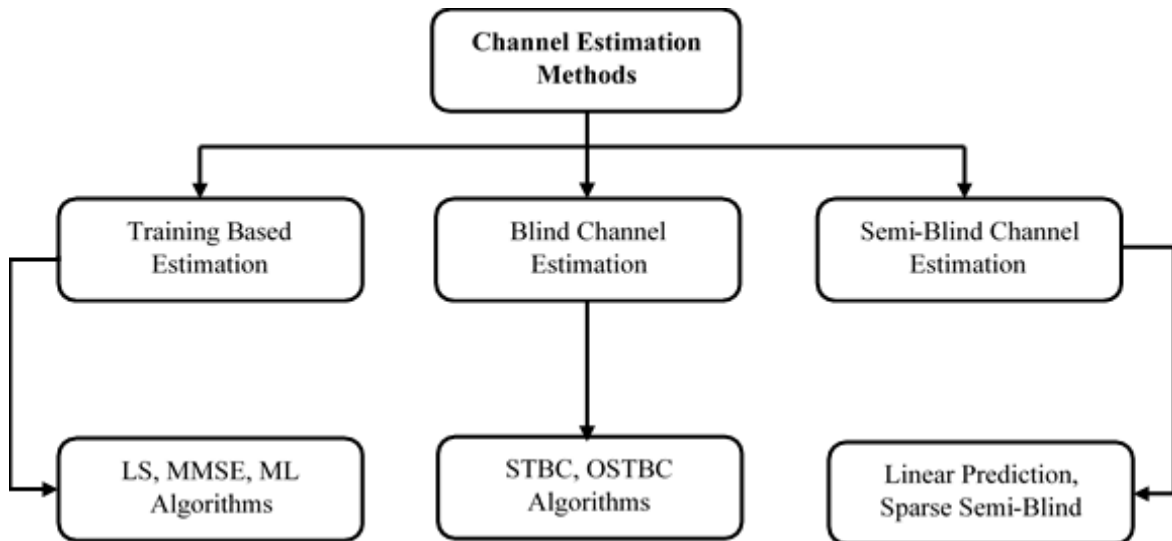 Channel Estimation
Methods
Training Based
Estimation
Blind Channel
Estimation
Semi-Blind Channel
Estimation
LS, MMSE, ML
Algorithms
STBC, OSTBC
Algorithms
Linear Prediction,
Sparse Semi-Blind